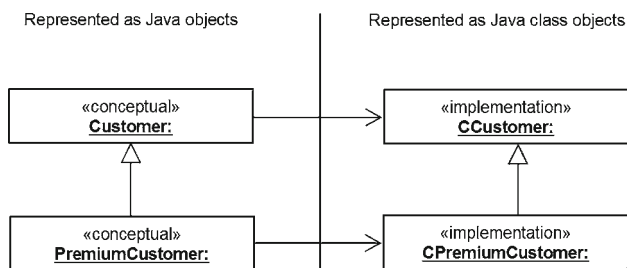 Represented as Java objects
Represented as Java class objects
«conceptual»
Customer:
«implementation»
CCustomer:
«conceptual»
PremiumCustomer:
«implementation»
CPremiumCustomer: